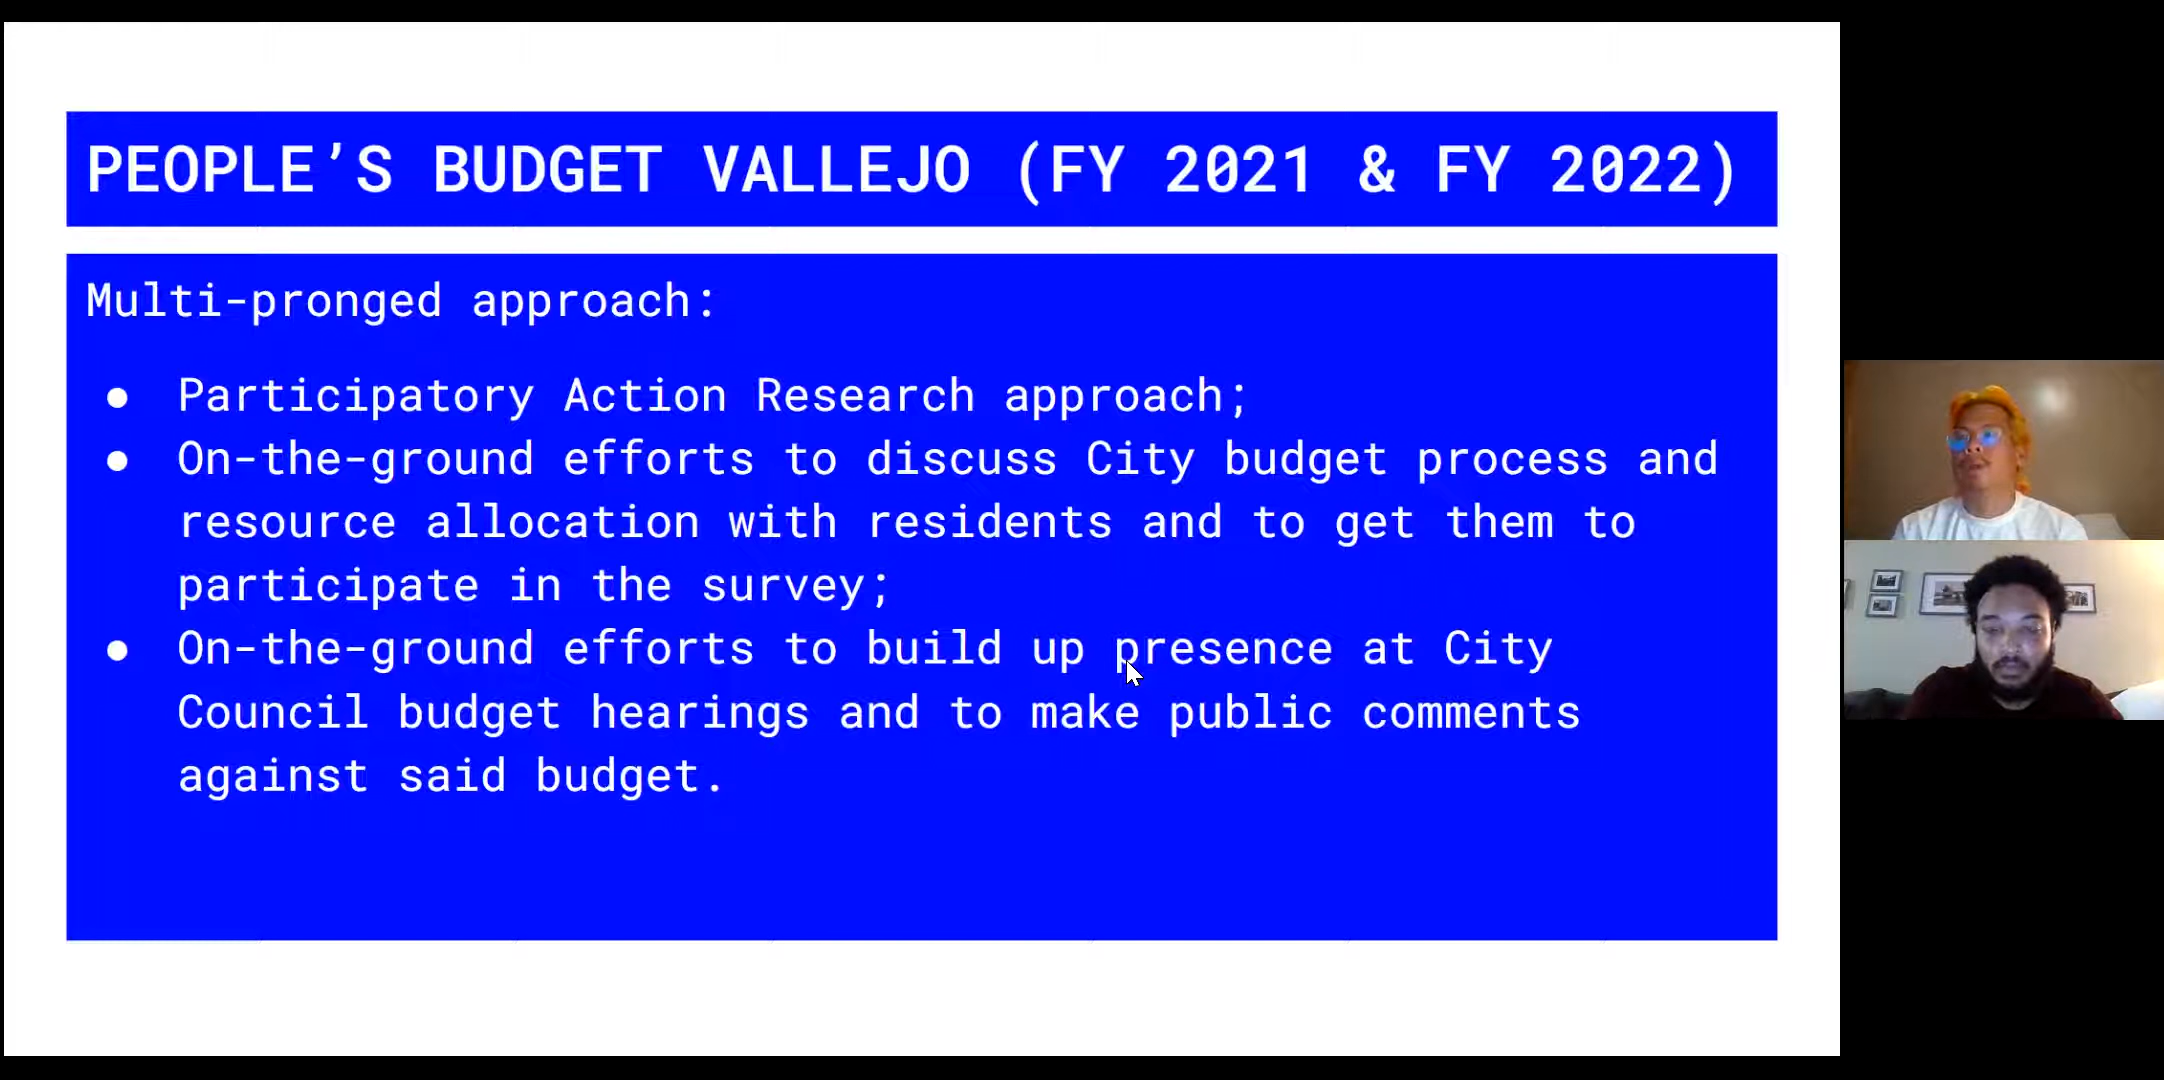 PEOPLE’S BUDGET VALLEJO (FY 2021 & FY 2022)
Multi-pronged approach:
● Participatory Action Research approach;
● On-the-ground efforts to discuss City budget process and
resource allocation with residents and to get them to
participate in the survey;
● On-the-ground efforts to build up presence at City
Council budget hearings and to make public comments
against said budget.